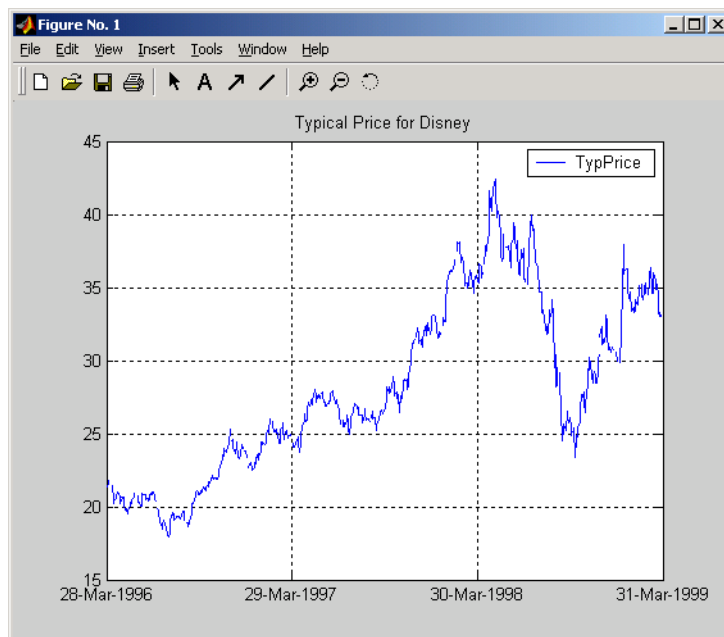 Figure No. 1
File Edit View Insert Tools Window Help
A
Typical Price for Disney
TypPrice
45
40
35
30
25
20
15
28-Mar-1996 29-Mar-1997 30-Mar-1998 31-Mar-1999